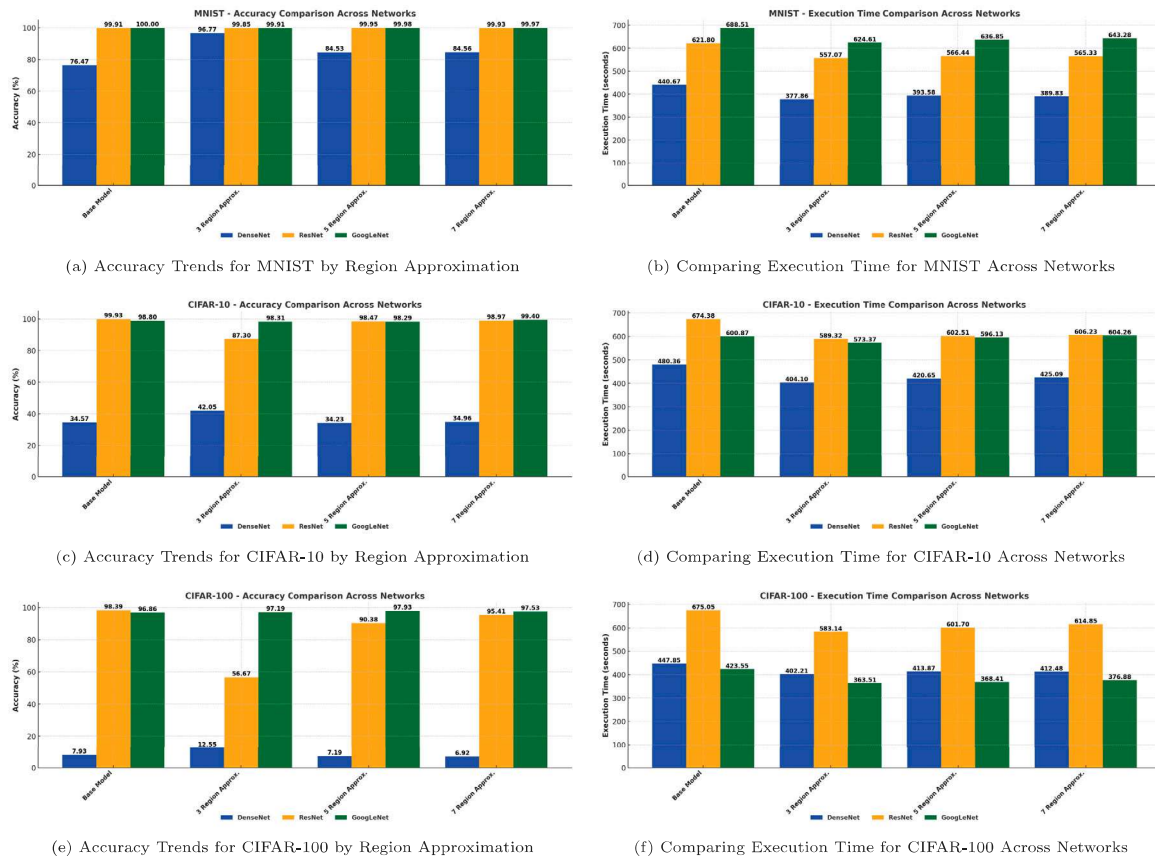 MNIST - Accuracy Comparison Across Networks
Accuracy (%)
100
80
60
40
20
0
76.47 99.91 100.00
96.77 99.85 99.91
84.53 99.95 99.98
84.56 99.93 99.97
Base Model
3 Region Approx.
5 Region Approx.
7 Region Approx.
DenseNet ResNet GoogLeNet
(a) Accuracy Trends for MNIST by Region Approximation
MNIST - Execution Time Comparison Across Networks
Execution Time (seconds)
700
600
500
400
300
200
100
0
440.67 621.80 688.51
377.86 557.07 624.61
393.58 566.44 636.85
389.83 565.33 643.28
Base Model
3 Region Approx.
5 Region Approx.
7 Region Approx.
DenseNet ResNet GoogLeNet
(b) Comparing Execution Time for MNIST Across Networks
CIFAR-10 - Accuracy Comparison Across Networks
Accuracy (%)
100
80
60
40
20
0
34.57 99.93 98.80
42.05 87.30 98.31
34.23 98.47 98.29
34.96 98.97 99.40
Base Model
3 Region Approx.
5 Region Approx.
7 Region Approx.
DenseNet ResNet GoogLeNet
(c) Accuracy Trends for CIFAR-10 by Region Approximation
CIFAR-10 - Execution Time Comparison Across Networks
Execution Time (seconds)
700
600
500
400
300
200
100
0
480.36 674.38 600.87
404.10 589.32 573.37
420.65 602.51 596.13
425.09 606.23 604.26
Base Model
3 Region Approx.
5 Region Approx.
7 Region Approx.
DenseNet ResNet GoogLeNet
(d) Comparing Execution Time for CIFAR-10 Across Networks
CIFAR-100 - Accuracy Comparison Across Networks
Accuracy (%)
100
80
60
40
20
0
7.93 98.39 96.86
12.55 56.67 97.19
7.19 90.38 97.93
6.92 95.41 97.53
Base Model
3 Region Approx.
5 Region Approx.
7 Region Approx.
DenseNet ResNet GoogLeNet
(e) Accuracy Trends for CIFAR-100 by Region Approximation
CIFAR-100 - Execution Time Comparison Across Networks
Execution Time (seconds)
700
600
500
400
300
200
100
0
447.85 675.05 423.55
402.21 583.14 363.51
413.87 601.70 368.41
412.48 614.85 376.88
Base Model
3 Region Approx.
5 Region Approx.
7 Region Approx.
DenseNet ResNet GoogLeNet
(f) Comparing Execution Time for CIFAR-100 Across Networks